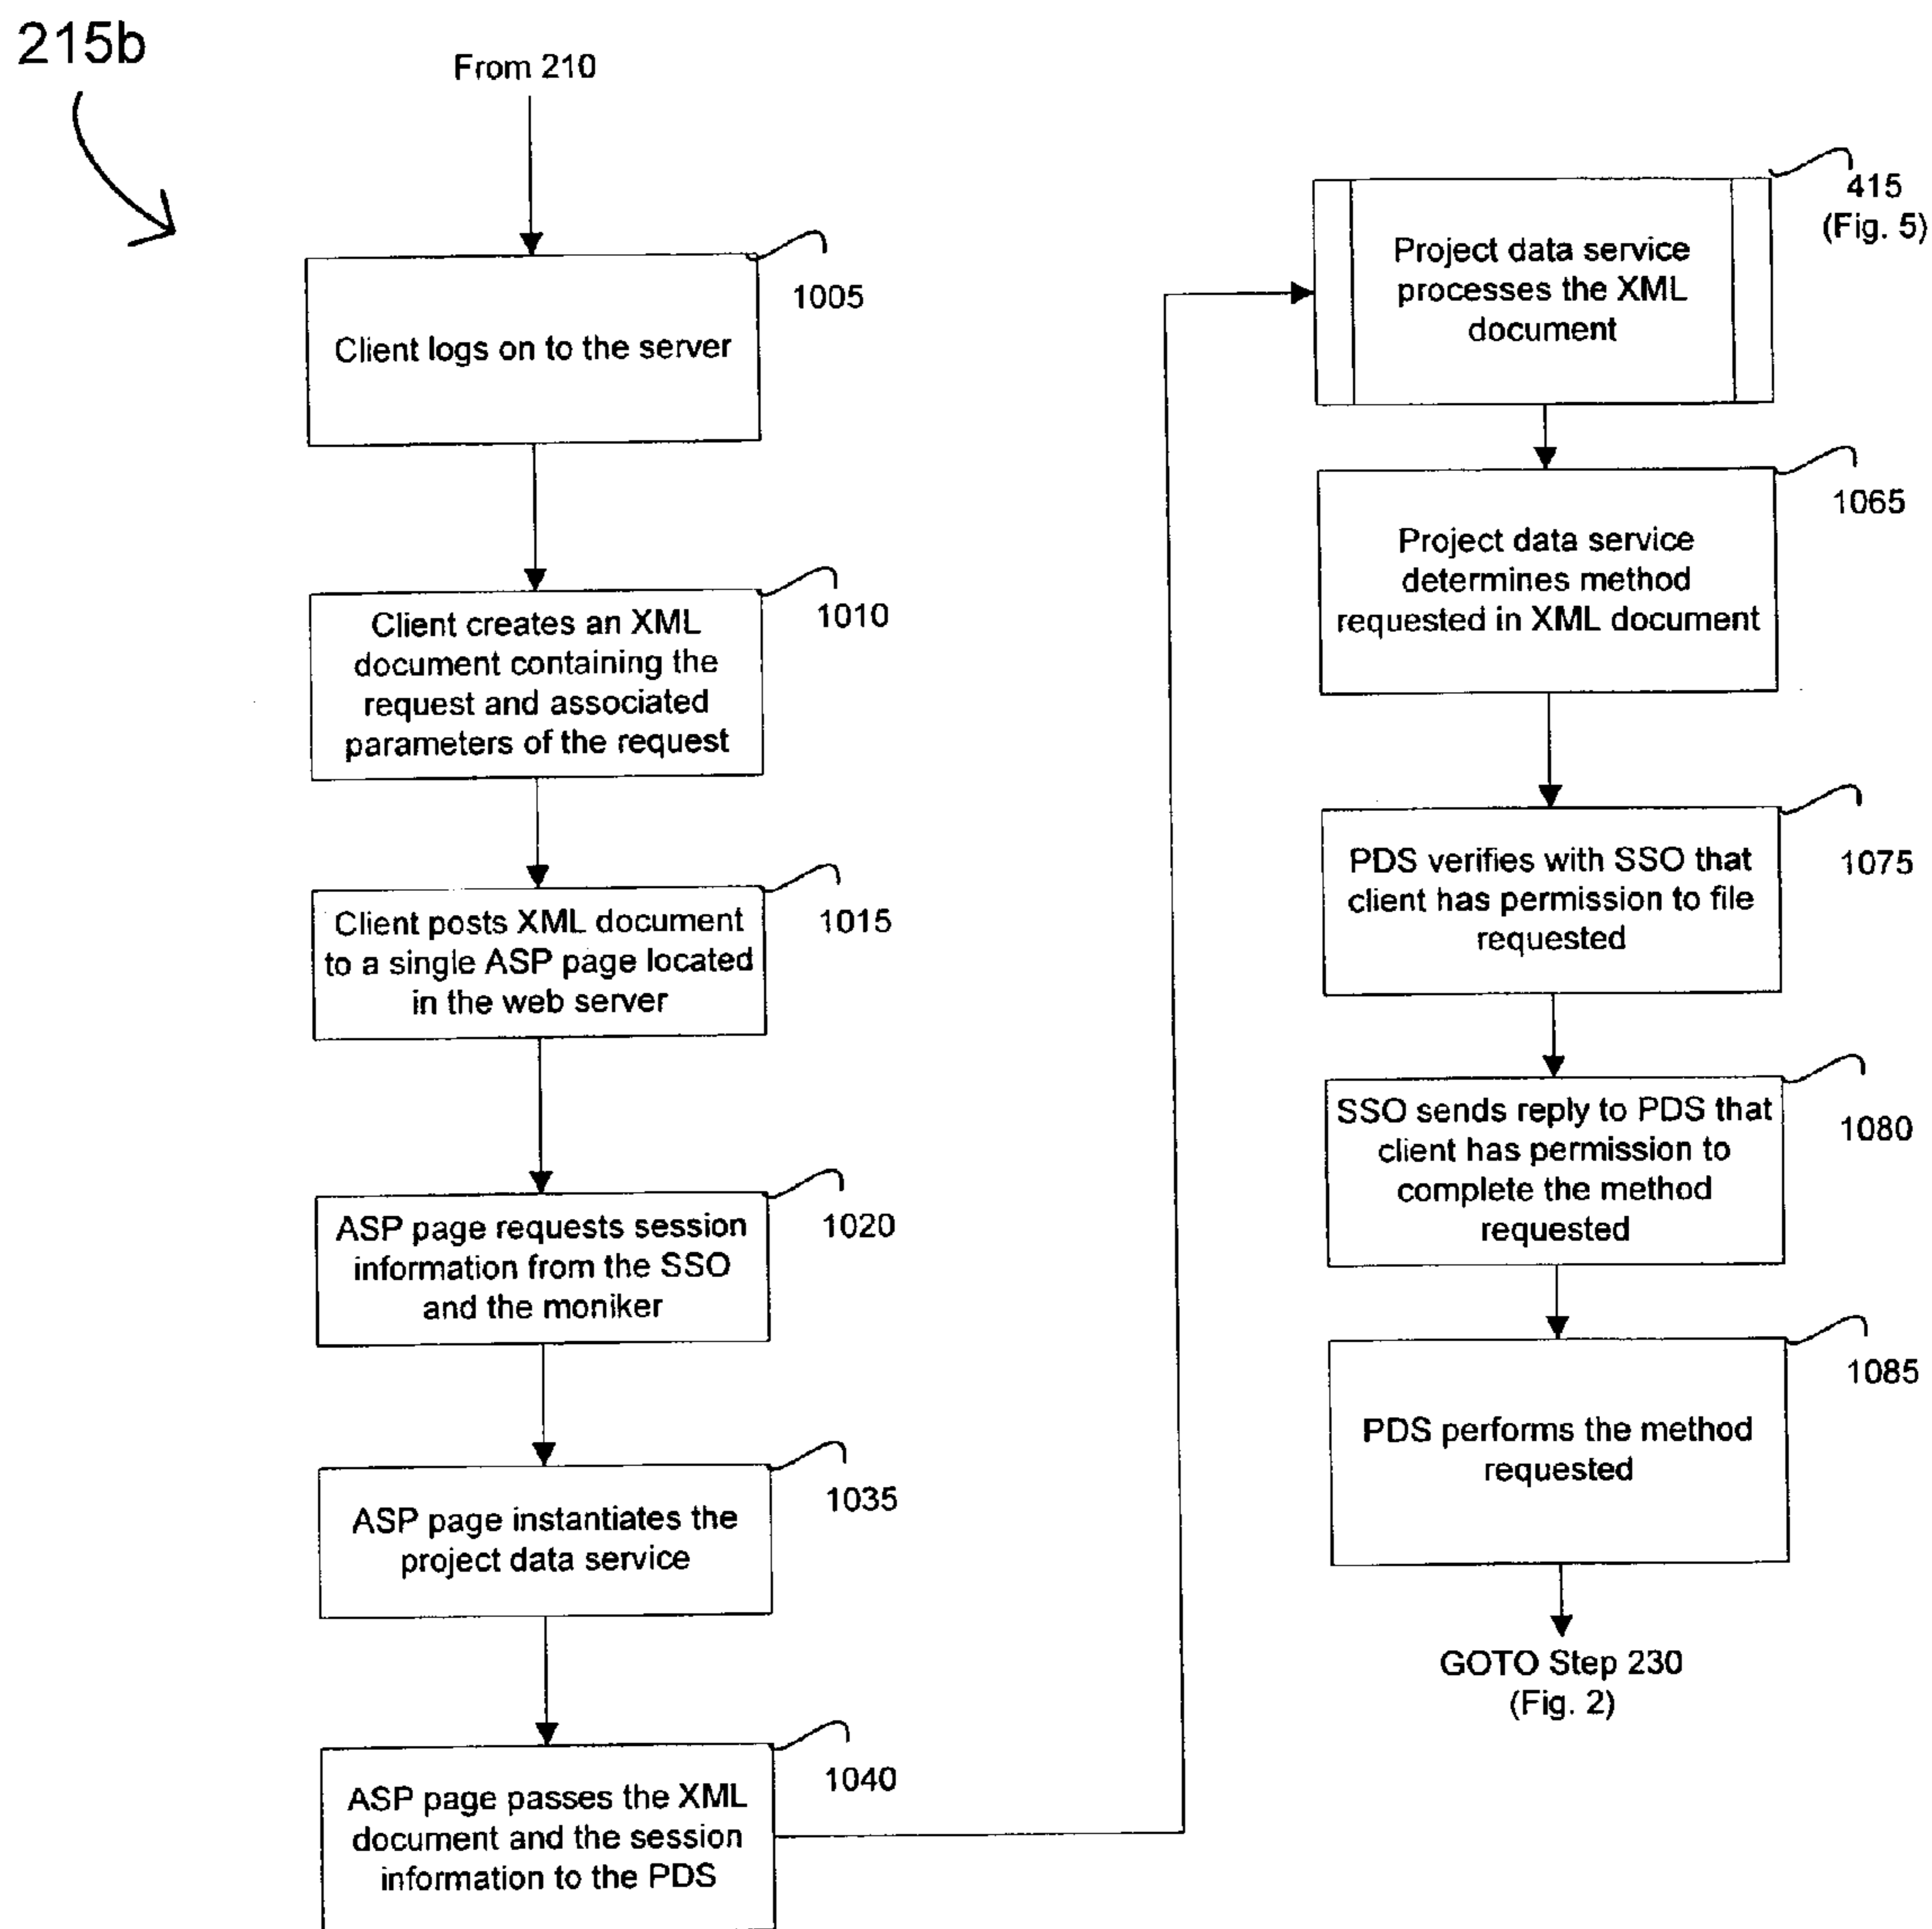 215b
From 210
1005
Client logs on to the server
1010
Client creates an XML
document containing the
request and associated
parameters of the request
1015
Client posts XML document
to a single ASP page located
in the web server
1020
ASP page requests session
information from the SSO
and the moniker
1035
ASP page instantiates the
project data service
1040
ASP page passes the XML
document and the session
information to the PDS
415
(Fig. 5)
Project data service
processes the XML
document
1065
Project data service
determines method
requested in XML document
1075
PDS verifies with SSO that
client has permission to file
requested
1080
SSO sends reply to PDS that
client has permission to
complete the method
requested
1085
PDS performs the method
requested
GOTO Step 230
(Fig. 2)